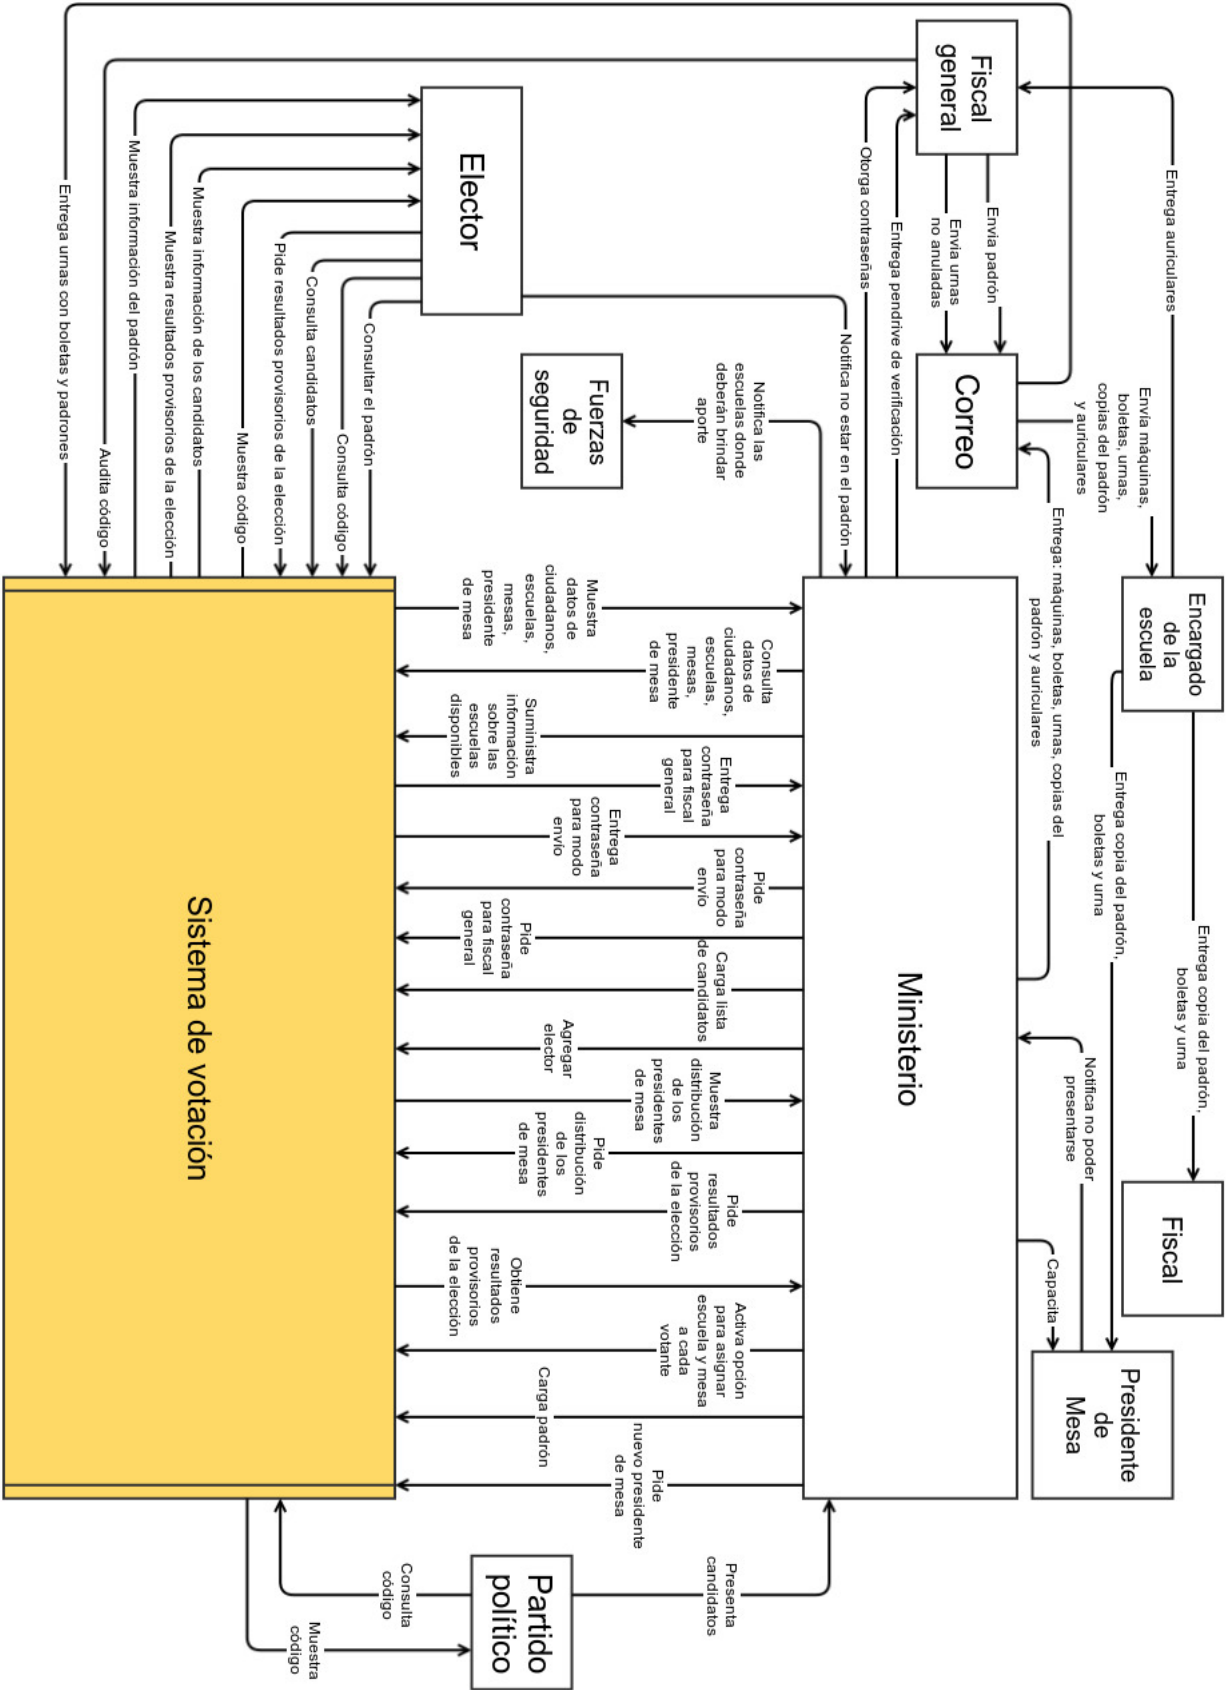 Entrega copia del padrón,
boletas y urna
Encargado
de la
escuela
Fiscal
Entrega auriculares
Envía máquinas,
boletas, urnas,
copias del padrón
y auriculares
Entrega copia del padrón,
boletas y urna
Presidente
de
Mesa
Notifica no poder
presentarse
Capacita
Entrega: máquinas, boletas, urnas, copias del
padrón y auriculares
Fiscal
general
Envia padrón
Envia urnas
no anuladas
Correo
Ministerio
Entrega pendrive de verificación
Otorga contraseñas
Notifica no estar en el padrón
Notifica las
escuelas donde
deberán brindar
aporte
Fuerzas
de
seguridad
Presenta
candidatos
Partido
político
Consulta
código
Muestra
código
Elector
Consultar el padrón
Consulta código
Consulta candidatos
Pide resultados provisorios de la elección
Muestra código
Muestra información de los candidatos
Muestra resultados provisorios de la elección
Muestra información del padrón
Audita código
Entrega urnas con boletas y padrones
Muestra
datos de
ciudadanos,
escuelas,
mesas,
presidente
de mesa
Consulta
datos de
ciudadanos,
escuelas,
mesas,
presidente
de mesa
Suministra
información
sobre las
escuelas
disponibles
Entrega
contraseña
para fiscal
general
Entrega
contraseña
para modo
envío
Pide
contraseña
para modo
envío
Pide
contraseña
para fiscal
general
Carga lista
de candidatos
Agregar
elector
Muestra
distribución
de los
presidentes
de mesa
Pide
distribución
de los
presidentes
de mesa
Pide
resultados
provisorios
de la elección
Obtiene
resultados
provisorios
de la elección
Activa opción
para asignar
escuela y mesa
a cada
votante
Carga padrón
Pide
nuevo presidente
de mesa
Sistema de votación